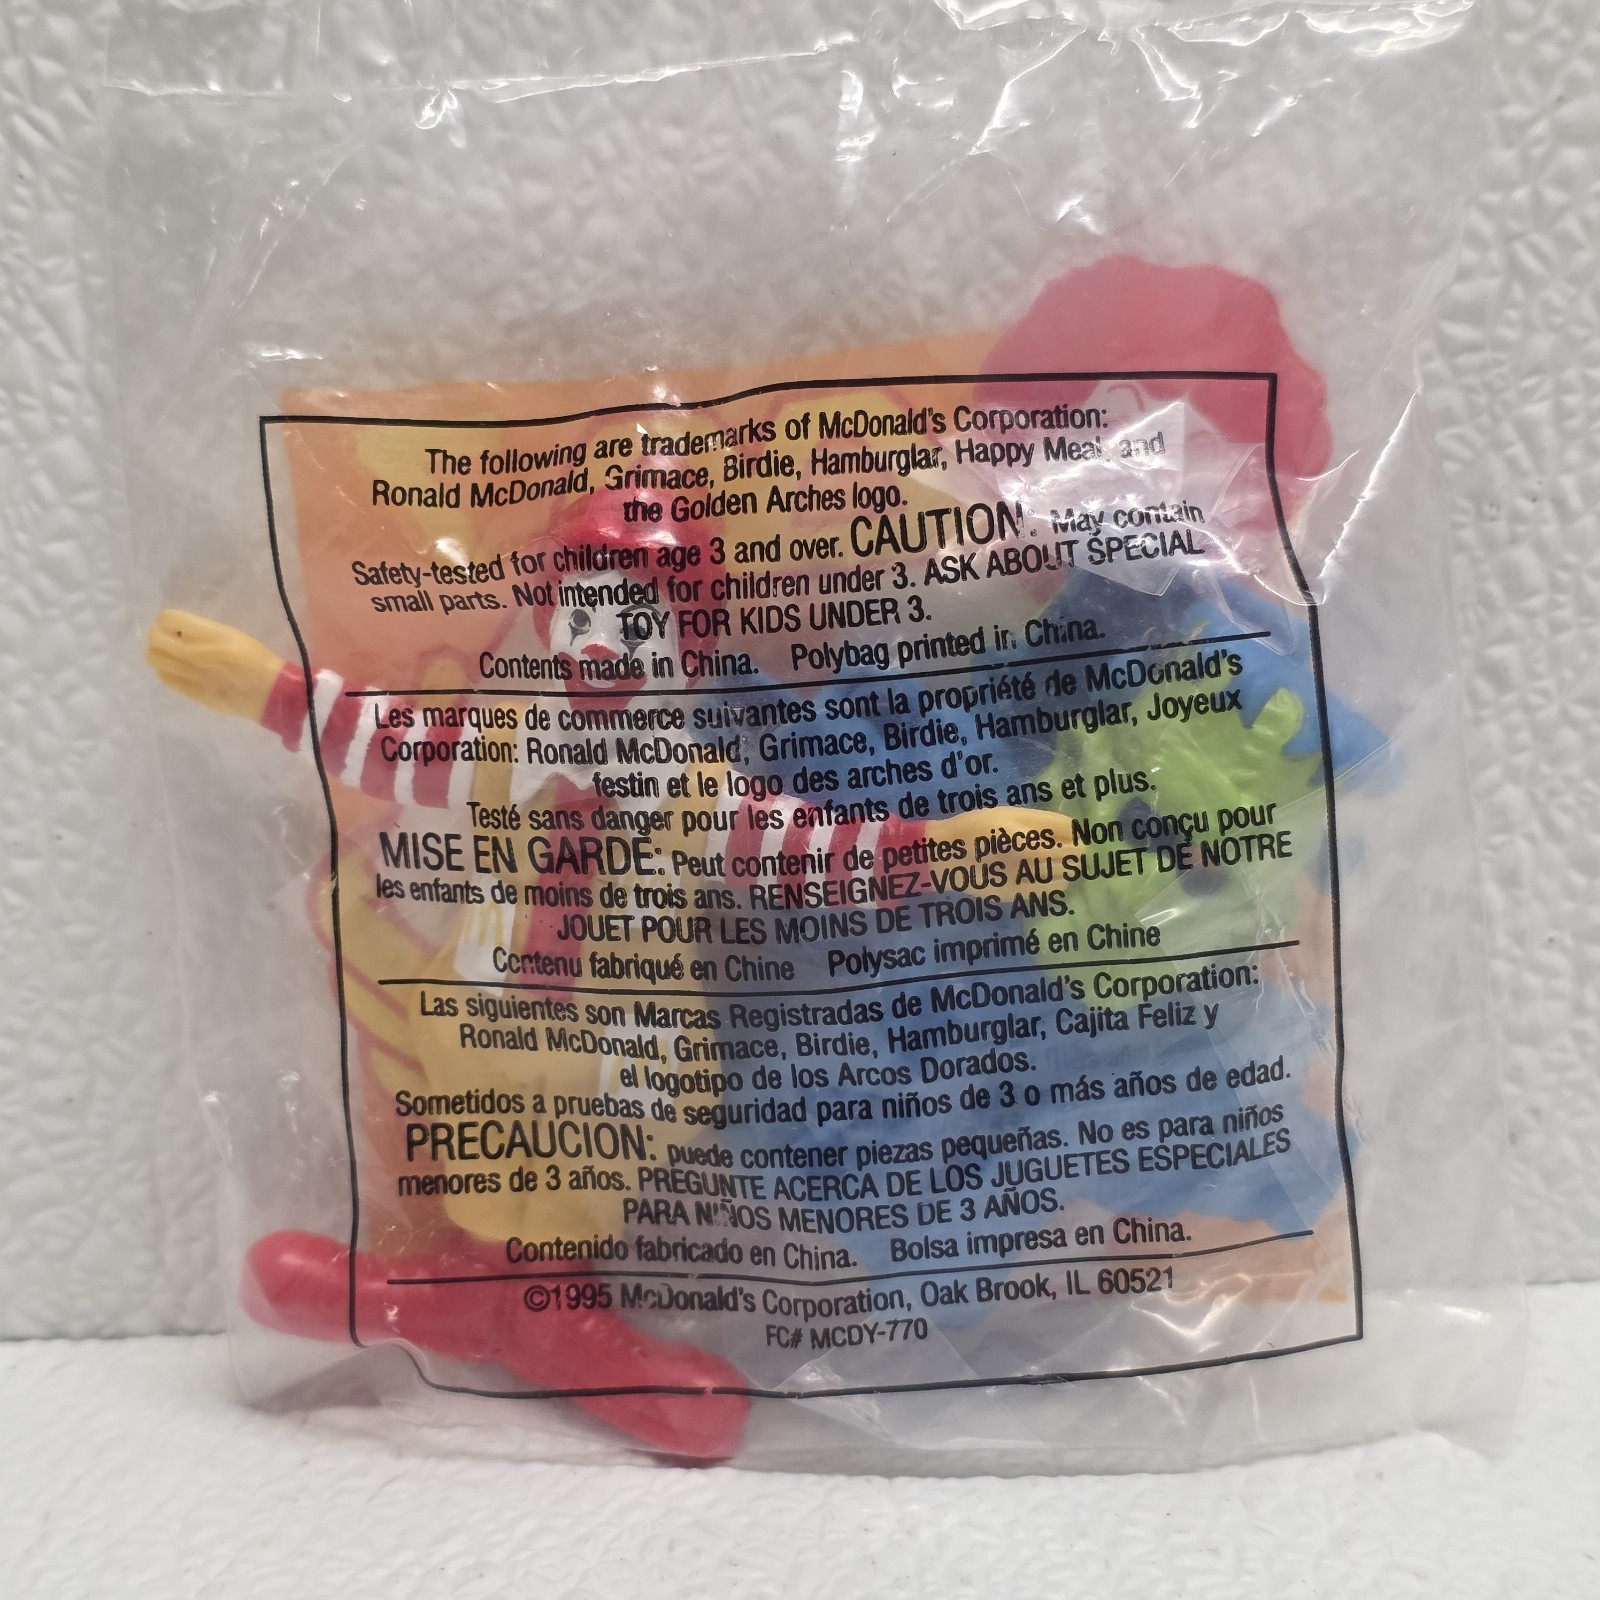 The following are trademarks of McDonald's Corporation:
Ronald McDonald, Grimace, Birdie, Hamburglar, Happy Meal, and
the Golden Arches logo.
Safety-tested for children age 3 and over. CAUTION: May contain
small parts. Not intended for children under 3. ASK ABOUT SPECIAL
TOY FOR KIDS UNDER 3.
Contents made in China. Polybag printed in China.
Les marques de commerce suivantes sont la propriété de McDonald's
Corporation: Ronald McDonald, Grimace, Birdie, Hamburglar, Joyeux
festin et le logo des arches d'or.
Testé sans danger pour les enfants de trois ans et plus.
MISE EN GARDE: Peut contenir de petites pièces. Non conçu pour
les enfants de moins de trois ans. RENSEIGNEZ-VOUS AU SUJET DE NOTRE
JOUET POUR LES MOINS DE TROIS ANS.
Contenu fabriqué en Chine Polysac imprimé en Chine
Las siguientes son Marcas Registradas de McDonald's Corporation:
Ronald McDonald, Grimace, Birdie, Hamburglar, Cajita Feliz y
el logotipo de los Arcos Dorados.
Sometidos a pruebas de seguridad para niños de 3 o más años de edad.
PRECAUCION: puede contener piezas pequeñas. No es para niños
menores de 3 años. PREGUNTE ACERCA DE LOS JUGUETES ESPECIALES
PARA NIÑOS MENORES DE 3 AÑOS.
Contenido fabricado en China. Bolsa impresa en China.
©1995 McDonald's Corporation, Oak Brook, IL 60521
FC# MCDY-770